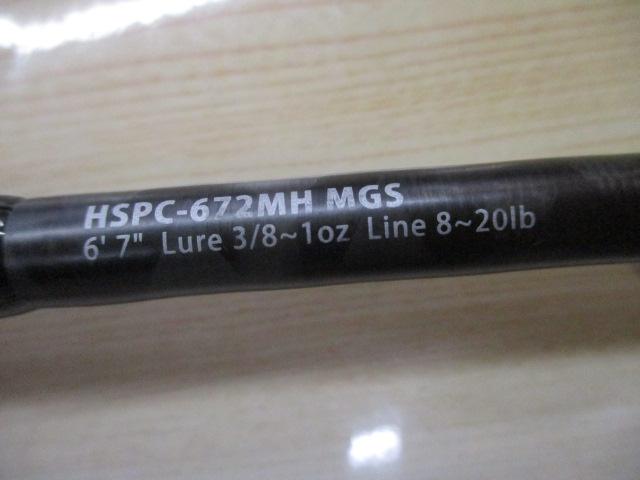 HSPC-672MH MGS
6' 7" Lure 3/8~1oz Line 8~20lb